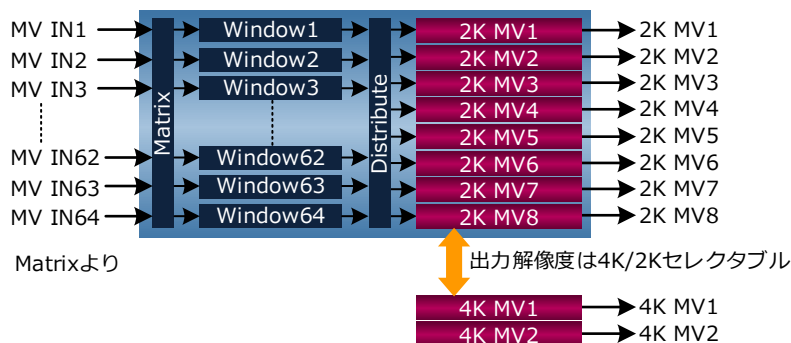 MV IN1 Window1 2K MV1 2K MV1
MV IN2 Window2 2K MV2 2K MV2
MV IN3 Window3 2K MV3 2K MV3
2K MV4 2K MV4
Matrix
Distribute
2K MV5 2K MV5
MV IN62 Window62 2K MV6 2K MV6
MV IN63 Window63 2K MV7 2K MV7
MV IN64 Window64 2K MV8 2K MV8
Matrixより
出力解像度は4K/2Kセレクタブル
4K MV1 4K MV1
4K MV2 4K MV2